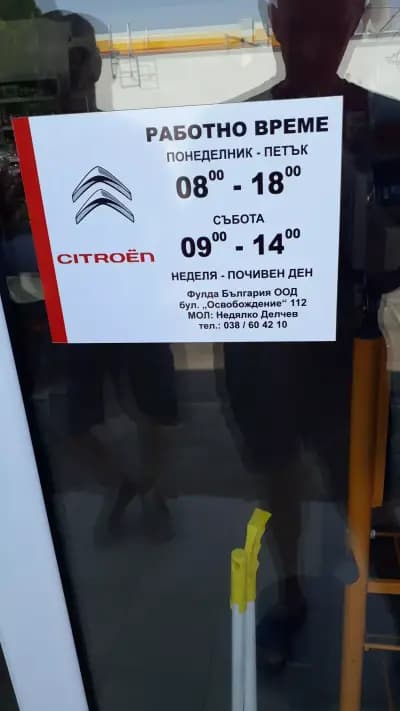 РАБОТНО ВРЕМЕ
ПОНЕДЕЛНИК - ПЕТЪК
08⁰⁰ - 18⁰⁰
СЪБОТА
09⁰⁰ - 14⁰⁰
НЕДЕЛЯ - ПОЧИВЕН ДЕН
Фулда България ООД
бул. „Освобождение“ 112
МОЛ: Недялко Делчев
тел.: 038 / 60 42 10
CITROËN